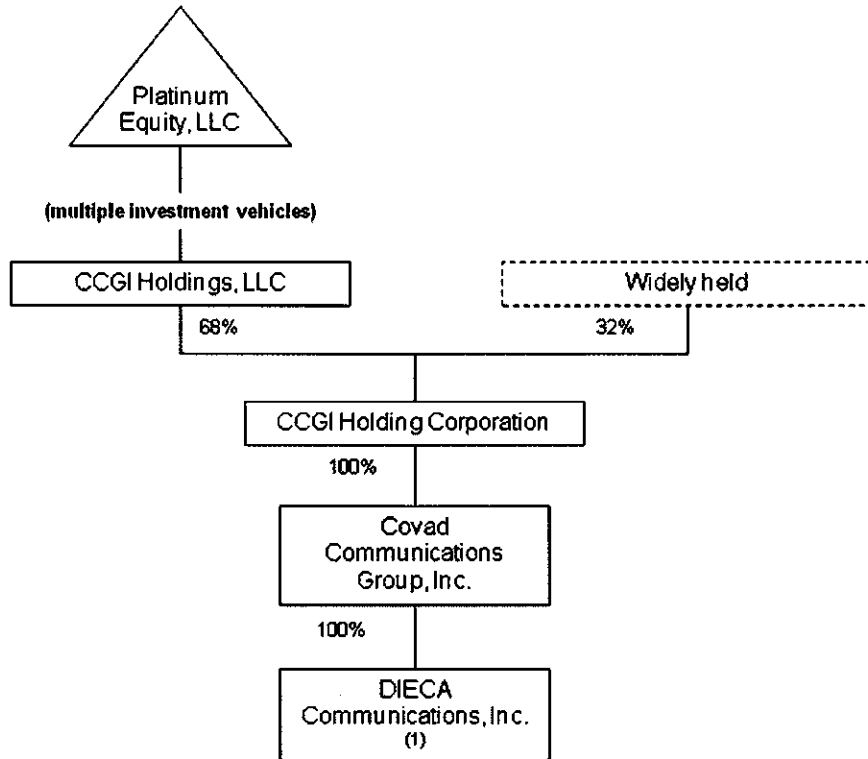 Platinum
Equity, LLC
(multiple investment vehicles)
CCGI Holdings, LLC
Widely held
68%
32%
CCGI Holding Corporation
100%
Covad
Communications
Group, Inc.
100%
DIECA
Communications, Inc.
(1)